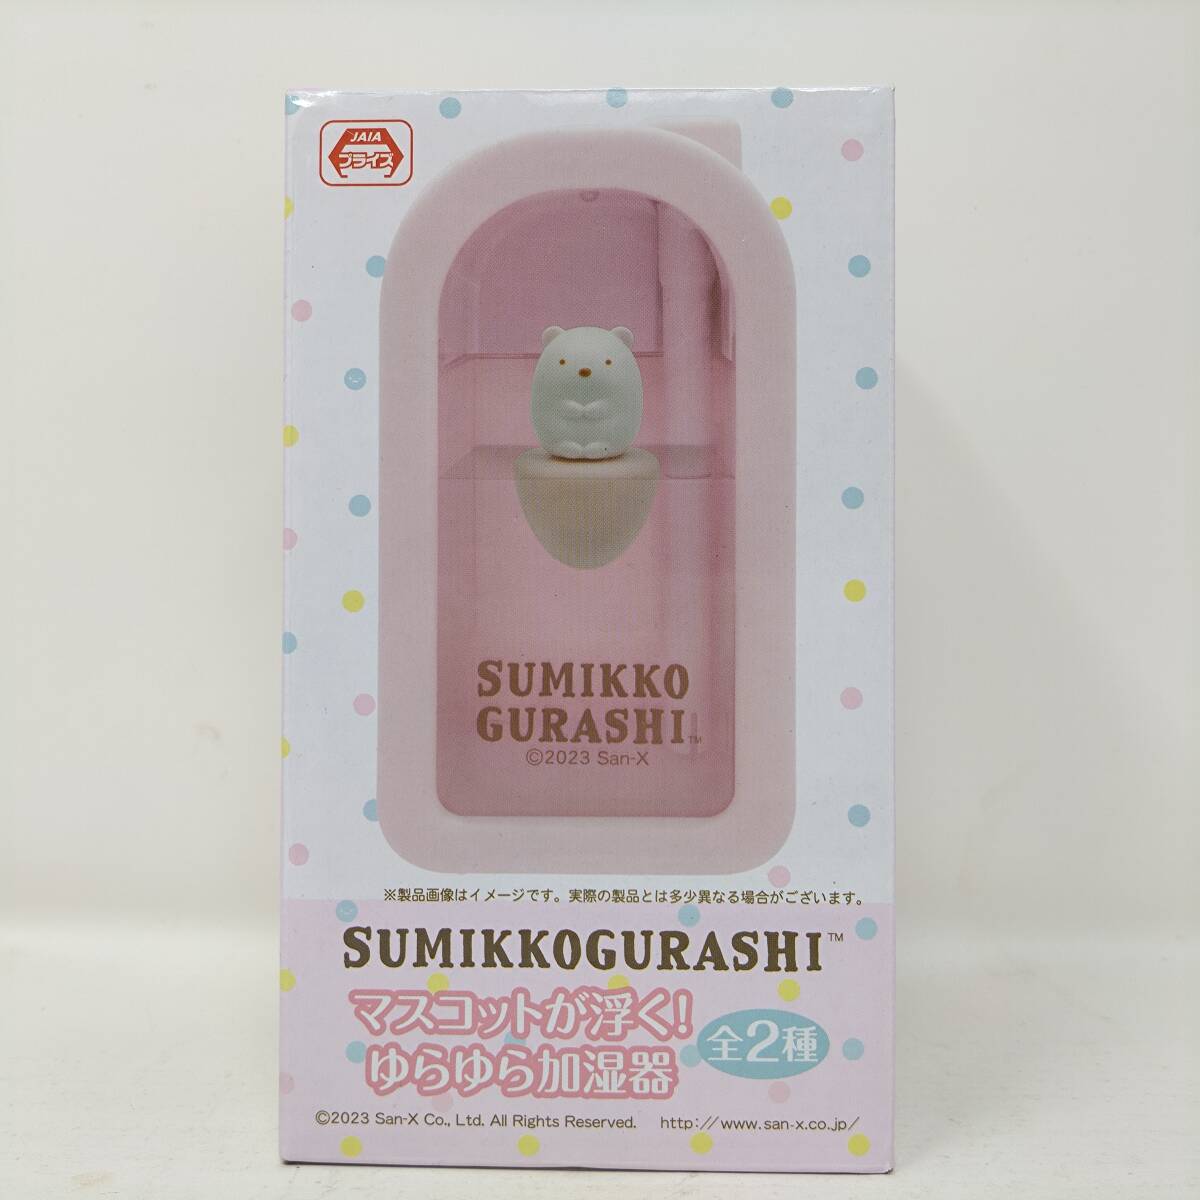 JAIA
プライズ
SUMIKKO
GURASHI™
©2023 San-X
※製品画像はイメージです。実際の製品とは多少異なる場合がございます。
SUMIKKOGURASHI™
マスコットが浮く!
ゆらゆら加湿器
全2種
©2023 San-X Co., Ltd. All Rights Reserved. http://www.san-x.co.jp/